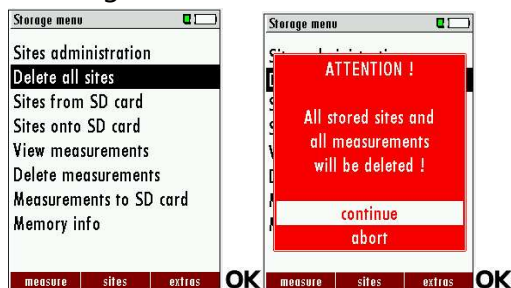 Storage menu
Sites administration
Delete all sites
Sites from SD card
Sites onto SD card
View measurements
Delete measurements
Measurements to SD card
Memory info
measure sites extras
OK
Storage menu
ATTENTION !
All stored sites and
all measurements
will be deleted !
continue
abort
measure sites extras
OK